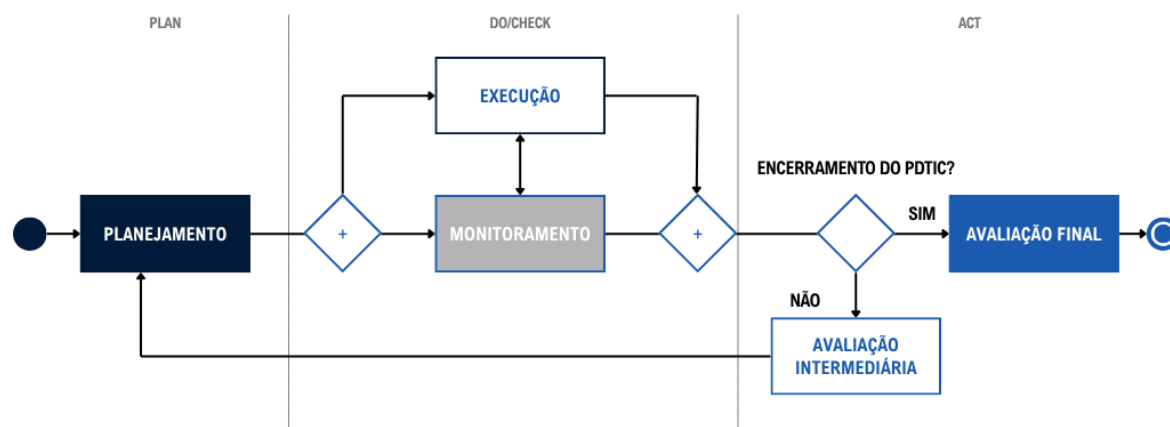 PLAN
DO/CHECK
ACT
EXECUÇÃO
ENCERRAMENTO DO PDTIC?
PLANEJAMENTO
+
MONITORAMENTO
+
SIM
AVALIAÇÃO FINAL
NÃO
AVALIAÇÃO
INTERMEDIÁRIA